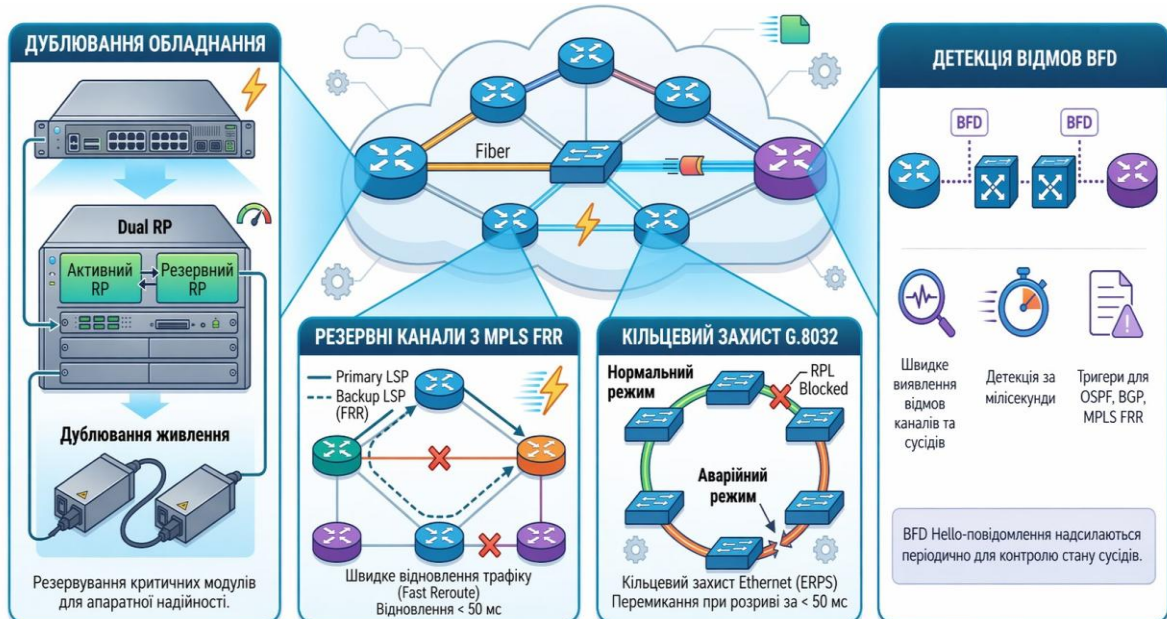 ДУБЛЮВАННЯ ОБЛАДНАННЯ
Dual RP
Активний
RP
Резервний
RP
Дублювання живлення
Резервування критичних модулів
для апаратної надійності.
Fiber
РЕЗЕРВНІ КАНАЛИ З MPLS FRR
Primary LSP
Backup LSP
(FRR)
Швидке відновлення трафіку
(Fast Reroute)
Відновлення < 50 мс
КІЛЬЦЕВИЙ ЗАХИСТ G.8032
Нормальний
режим
RPL
Blocked
Аварійний
режим
Кільцевий захист Ethernet (ERPS)
Перемикання при розриві за < 50 мс
ДЕТЕКЦІЯ ВІДМОВ BFD
BFD
BFD
Швидке
виявлення
відмов
каналів та
сусідів
Детекція за
мілісекунди
Тригери для
OSPF, BGP,
MPLS FRR
BFD Hello-повідомлення надсилаються
періодично для контролю стану сусідів.